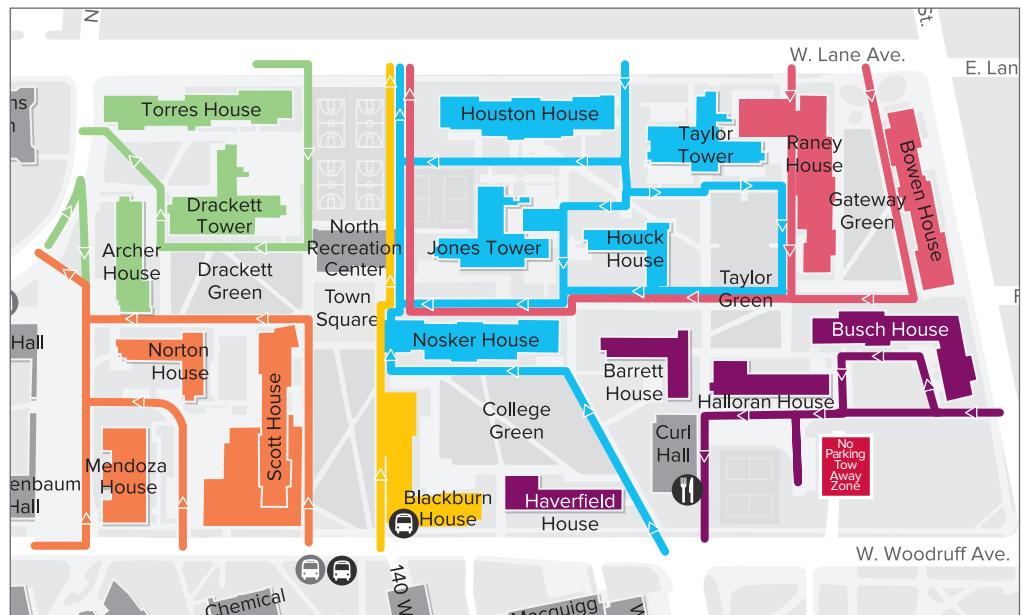 N
St.
W. Lane Ave.
E. Lan
Torres House
Houston House
Taylor
Tower
Raney
House
Bowen House
Gateway
Green
Drackett
Tower
North
Recreation
Center
Jones Tower
Houck
House
Archer
House
Drackett
Green
Taylor
Green
Town
Square
Hall
Norton
House
Nosker House
Busch House
Barrett
House
Halloran House
Scott House
College
Green
Curl
Hall
No
Parking
Tow
Away
Zone
Mendoza
House
enbaum
Hall
Blackburn
House
Haverfield
House
W. Woodruff Ave.
140 W
Chemical
Macquigg
W